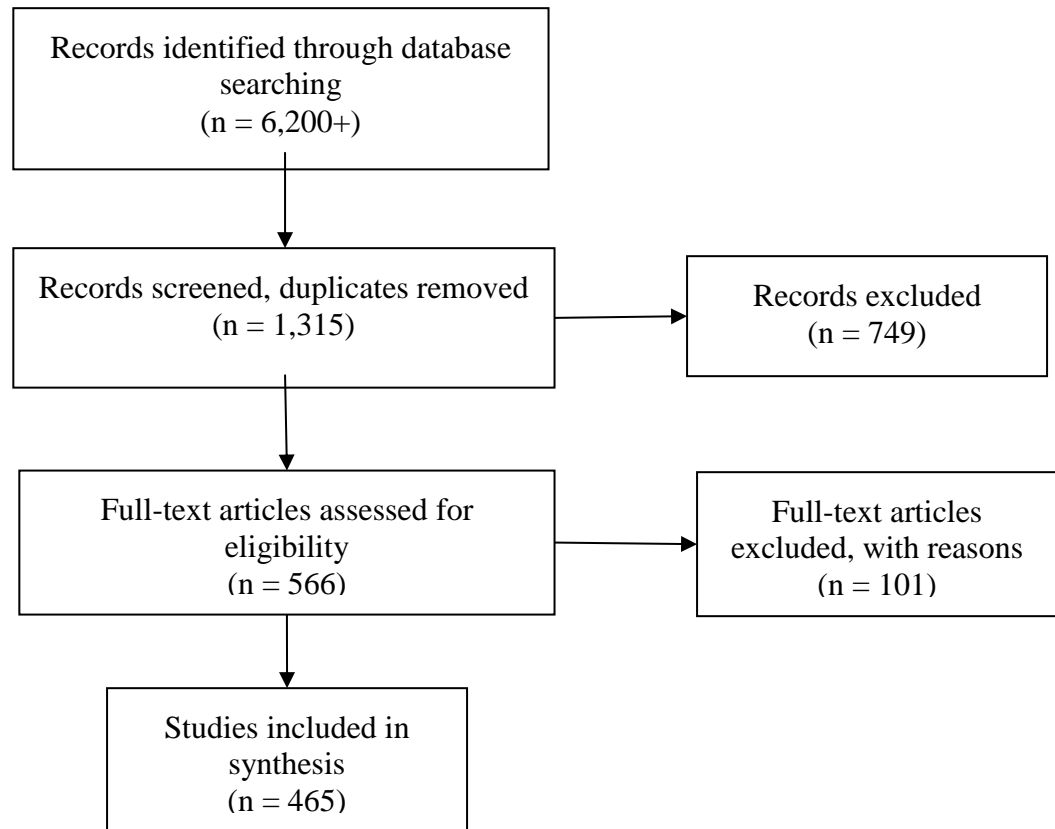 Records identified through database
searching
(n = 6,200+)
Records screened, duplicates removed
(n = 1,315)
Records excluded
(n = 749)
Full-text articles assessed for
eligibility
(n = 566)
Full-text articles
excluded, with reasons
(n = 101)
Studies included in
synthesis
(n = 465)